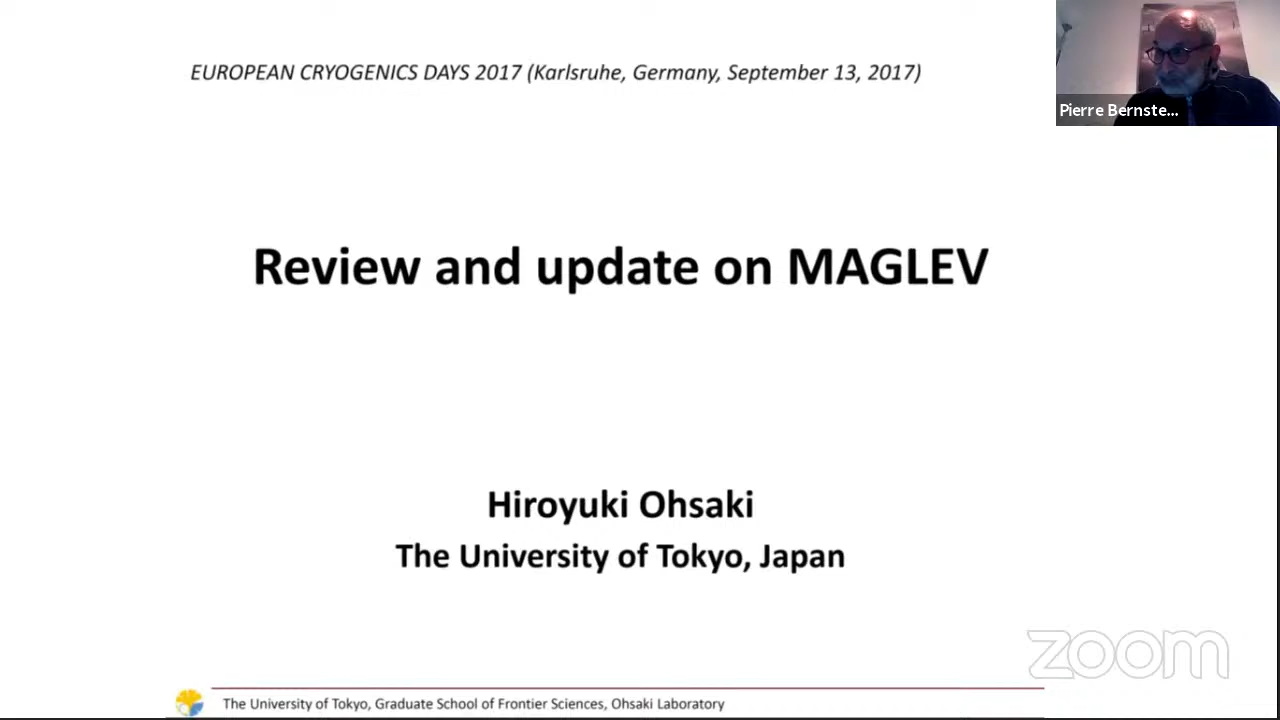 EUROPEAN CRYOGENICS DAYS 2017 (Karlsruhe, Germany, September 13, 2017)
Pierre Bernste...
Review and update on MAGLEV
Hiroyuki Ohsaki
The University of Tokyo, Japan
zoom
The University of Tokyo, Graduate School of Frontier Sciences, Ohsaki Laboratory